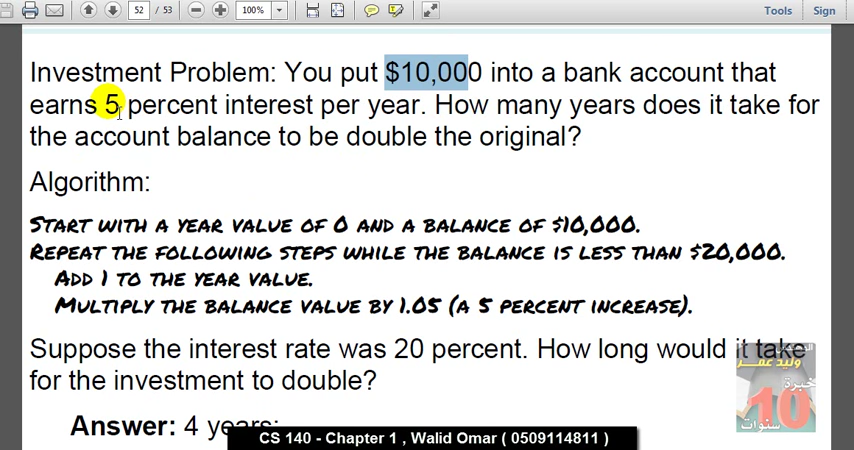 52 / 53 100% Tools Sign
Investment Problem: You put $10,000 into a bank account that
earns 5 percent interest per year. How many years does it take for
the account balance to be double the original?
Algorithm:
START WITH A YEAR VALUE OF 0 AND A BALANCE OF $10,000.
REPEAT THE FOLLOWING STEPS WHILE THE BALANCE IS LESS THAN $20,000.
ADD 1 TO THE YEAR VALUE.
MULTIPLY THE BALANCE VALUE BY 1.05 (A 5 PERCENT INCREASE).
Suppose the interest rate was 20 percent. How long would it take
for the investment to double?
وليد عمر
خبرة
10
سنوات
Answer: 4 years:
CS 140 - Chapter 1 , Walid Omar ( 0509114811 )